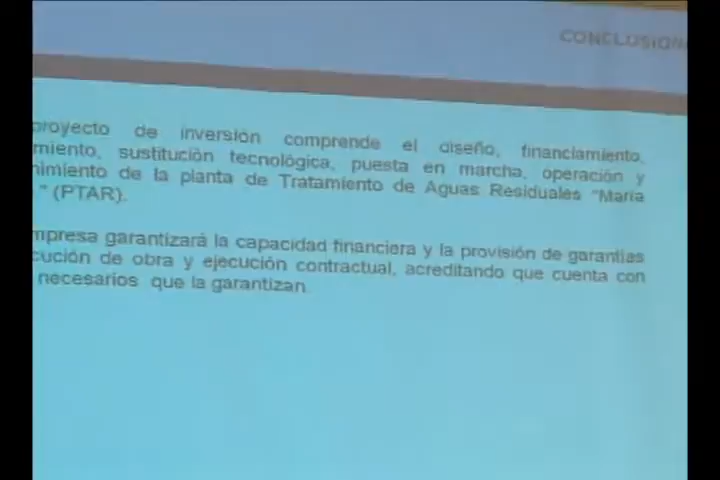 CONCLUSION
proyecto de inversión comprende el diseño, financiamiento,
miento, sustitución tecnológica, puesta en marcha, operación y
nimiento de la planta de Tratamiento de Aguas Residuales "María
" (PTAR).
mpresa garantizará la capacidad financiera y la provisión de garantías
cución de obra y ejecución contractual, acreditando que cuenta con
necesarios que la garantizan